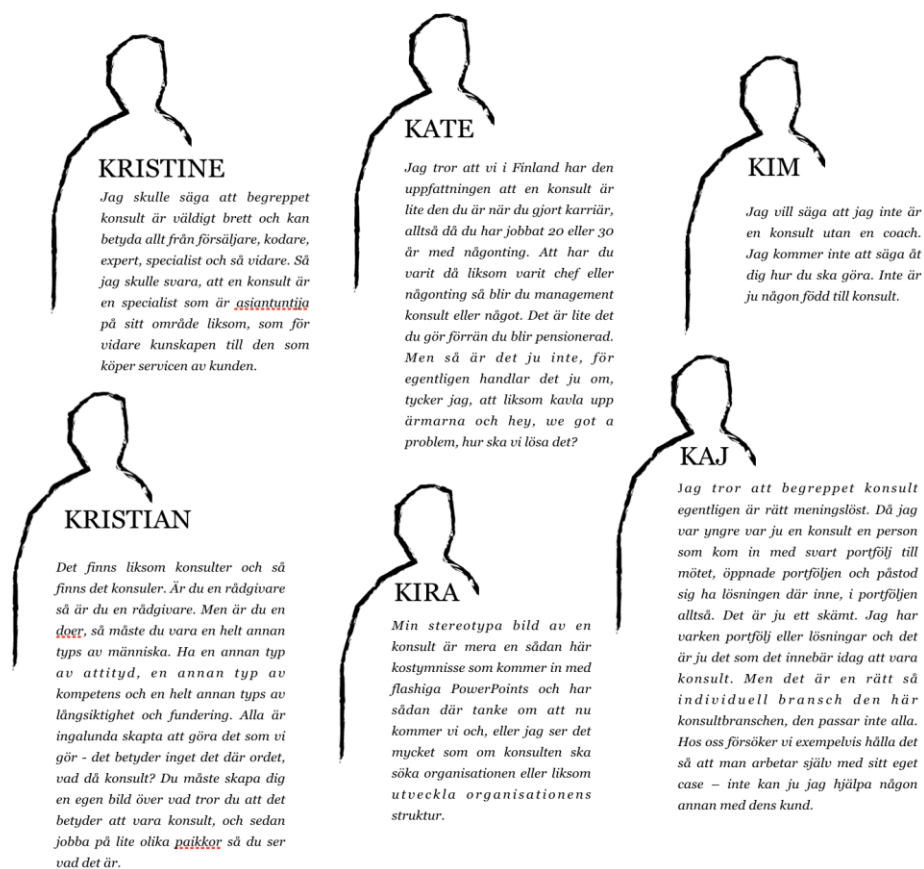 KRISTINE
Jag skulle säga att begreppet
konsult är väldigt brett och kan
betyda allt från försäljare, kodare,
expert, specialist och så vidare. Så
jag skulle svara, att en konsult är
en specialist som är asiantuntija
på sitt område liksom, som för
vidare kunskapen till den som
köper servicen av kunden.
KATE
Jag tror att vi i Finland har den
uppfattningen att en konsult är
lite den du är när du gjort karriär,
alltså då du har jobbat 20 eller 30
år med någonting. Att har du
varit då liksom varit chef eller
någonting så blir du management
konsult eller något. Det är lite det
du gör förrän du blir pensionerad.
Men så är det ju inte, för
egentligen handlar det ju om,
tycker jag, att liksom kavla upp
ärmarna och hey, we got a
problem, hur ska vi lösa det?
KIM
Jag vill säga att jag inte är
en konsult utan en coach.
Jag kommer inte att säga åt
dig hur du ska göra. Inte är
ju någon född till konsult.
KRISTIAN
Det finns liksom konsulter och så
finns det konsuler. Är du en rådgivare
så är du en rådgivare. Men är du en
doer, så måste du vara en helt annan
typs av människa. Ha en annan typ
av attityd, en annan typ av
kompetens och en helt annan typs av
långsiktighet och fundering. Alla är
ingalunda skapta att göra det som vi
gör - det betyder inget det där ordet,
vad då konsult? Du måste skapa dig
en egen bild över vad tror du att det
betyder att vara konsult, och sedan
jobba på lite olika paikkor så du ser
vad det är.
KIRA
Min stereotypa bild av en
konsult är mera en sådan här
kostymnisse som kommer in med
flashiga PowerPoints och har
sådan där tanke om att nu
kommer vi och, eller jag ser det
mycket som om konsulten ska
söka organisationen eller liksom
utveckla organisationens
struktur.
KAJ
Jag tror att begreppet konsult
egentligen är rätt meningslöst. Då jag
var yngre var ju en konsult en person
som kom in med svart portfölj till
mötet, öppnade portföljen och påstod
sig ha lösningen där inne, i portföljen
alltså. Det är ju ett skämt. Jag har
varken portfölj eller lösningar och det
är ju det som det innebär idag att vara
konsult. Men det är en rätt så
individuell bransch den här
konsultbranschen, den passar inte alla.
Hos oss försöker vi exempelvis hålla det
så att man arbetar själv med sitt eget
case – inte kan ju jag hjälpa någon
annan med dens kund.